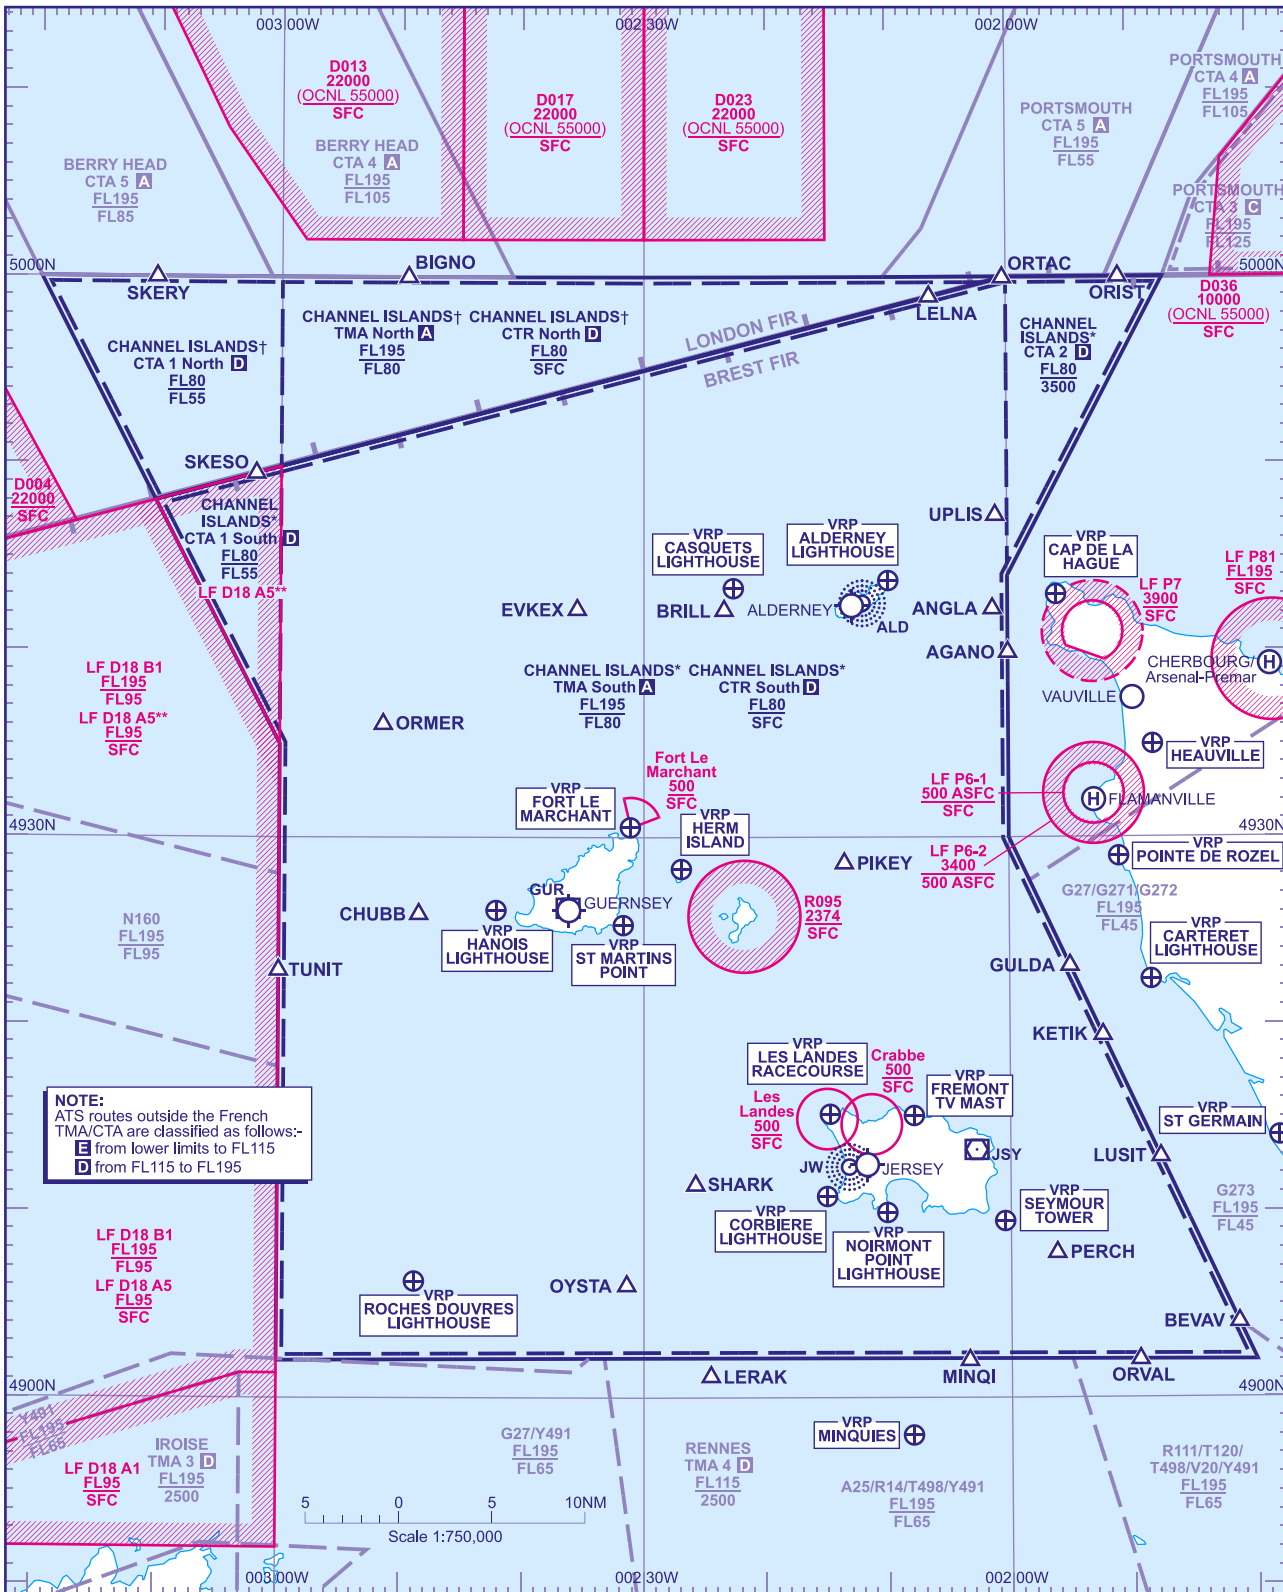 003 00W
002 30W
002 00W
D013
22000
(OCNL 55000)
SFC
D017
22000
(OCNL 55000)
SFC
D023
22000
(OCNL 55000)
SFC
BERRY HEAD
CTA 4 A
FL195
FL105
BERRY HEAD
CTA 5 A
FL195
FL85
PORTSMOUTH
CTA 5 A
FL195
FL55
PORTSMOUTH
CTA 4 A
FL195
FL105
PORTSMOUTH
CTA 3 C
FL195
FL125
5000N
SKERY
BIGNO
ORTAC
LELNA
ORIST
5000N
D036
10000
(OCNL 55000)
SFC
CHANNEL ISLANDS†
CTA 1 North D
FL80
FL55
CHANNEL ISLANDS†
TMA North A
FL195
FL80
CHANNEL ISLANDS†
CTR North D
FL80
SFC
LONDON FIR
BREST FIR
CHANNEL
ISLANDS*
CTA 2 D
FL80
3500
SKESO
D004
22000
SFC
CHANNEL
ISLANDS*
CTA 1 South D
FL80
FL55
LF D18 A5**
UPLIS
VRP
CASQUETS
LIGHTHOUSE
VRP
ALDERNEY
LIGHTHOUSE
VRP
CAP DE LA
HAGUE
LF P7
3900
SFC
LF P81
FL195
SFC
EVKEX
BRILL
ALDERNEY
ALD
ANGLA
AGANO
CHERBOURG/
Arsenal-Premar
H
VAUVILLE
LF D18 B1
FL195
FL95
LF D18 A5**
FL95
SFC
ORMER
CHANNEL ISLANDS*
TMA South A
FL195
FL80
CHANNEL ISLANDS*
CTR South D
FL80
SFC
VRP
HEAUVILLE
Fort Le
Marchant
500
SFC
VRP
FORT LE
MARCHANT
VRP
HERM
ISLAND
LF P6-1
500 ASFC
SFC
H
FLAMANVILLE
4930N
4930N
LF P6-2
3400
500 ASFC
PIKEY
VRP
POINTE DE ROZEL
G27/G271/G272
FL195
FL45
N160
FL195
FL95
CHUBB
GUR
GUERNSEY
R095
2374
SFC
VRP
HANOIS
LIGHTHOUSE
VRP
ST MARTINS
POINT
VRP
CARTERET
LIGHTHOUSE
TUNIT
GULDA
KETIK
VRP
LES LANDES
RACECOURSE
Crabbe
500
SFC
VRP
FREMONT
TV MAST
Les
Landes
500
SFC
VRP
ST GERMAIN
NOTE:
ATS routes outside the French
TMA/CTA are classified as follows:-
E from lower limits to FL115
D from FL115 to FL195
JW
JERSEY
JSY
LUSIT
SHARK
VRP
CORBIERE
LIGHTHOUSE
VRP
NOIRMONT
POINT
LIGHTHOUSE
VRP
SEYMOUR
TOWER
G273
FL195
FL45
PERCH
LF D18 B1
FL195
FL95
LF D18 A5
FL95
SFC
VRP
ROCHES DOUVRES
LIGHTHOUSE
OYSTA
BEVAV
LERAK
MINQI
ORVAL
4900N
4900N
Y491
FL195
FL65
VRP
MINQUIES
IROISE
TMA 3 D
FL195
2500
LF D18 A1
FL95
SFC
G27/Y491
FL195
FL65
RENNES
TMA 4 D
FL115
2500
A25/R14/T498/Y491
FL195
FL65
R111/T120/
T498/V20/Y491
FL195
FL65
5 0 5 10NM
Scale 1:750,000
003 00W
002 30W
002 00W